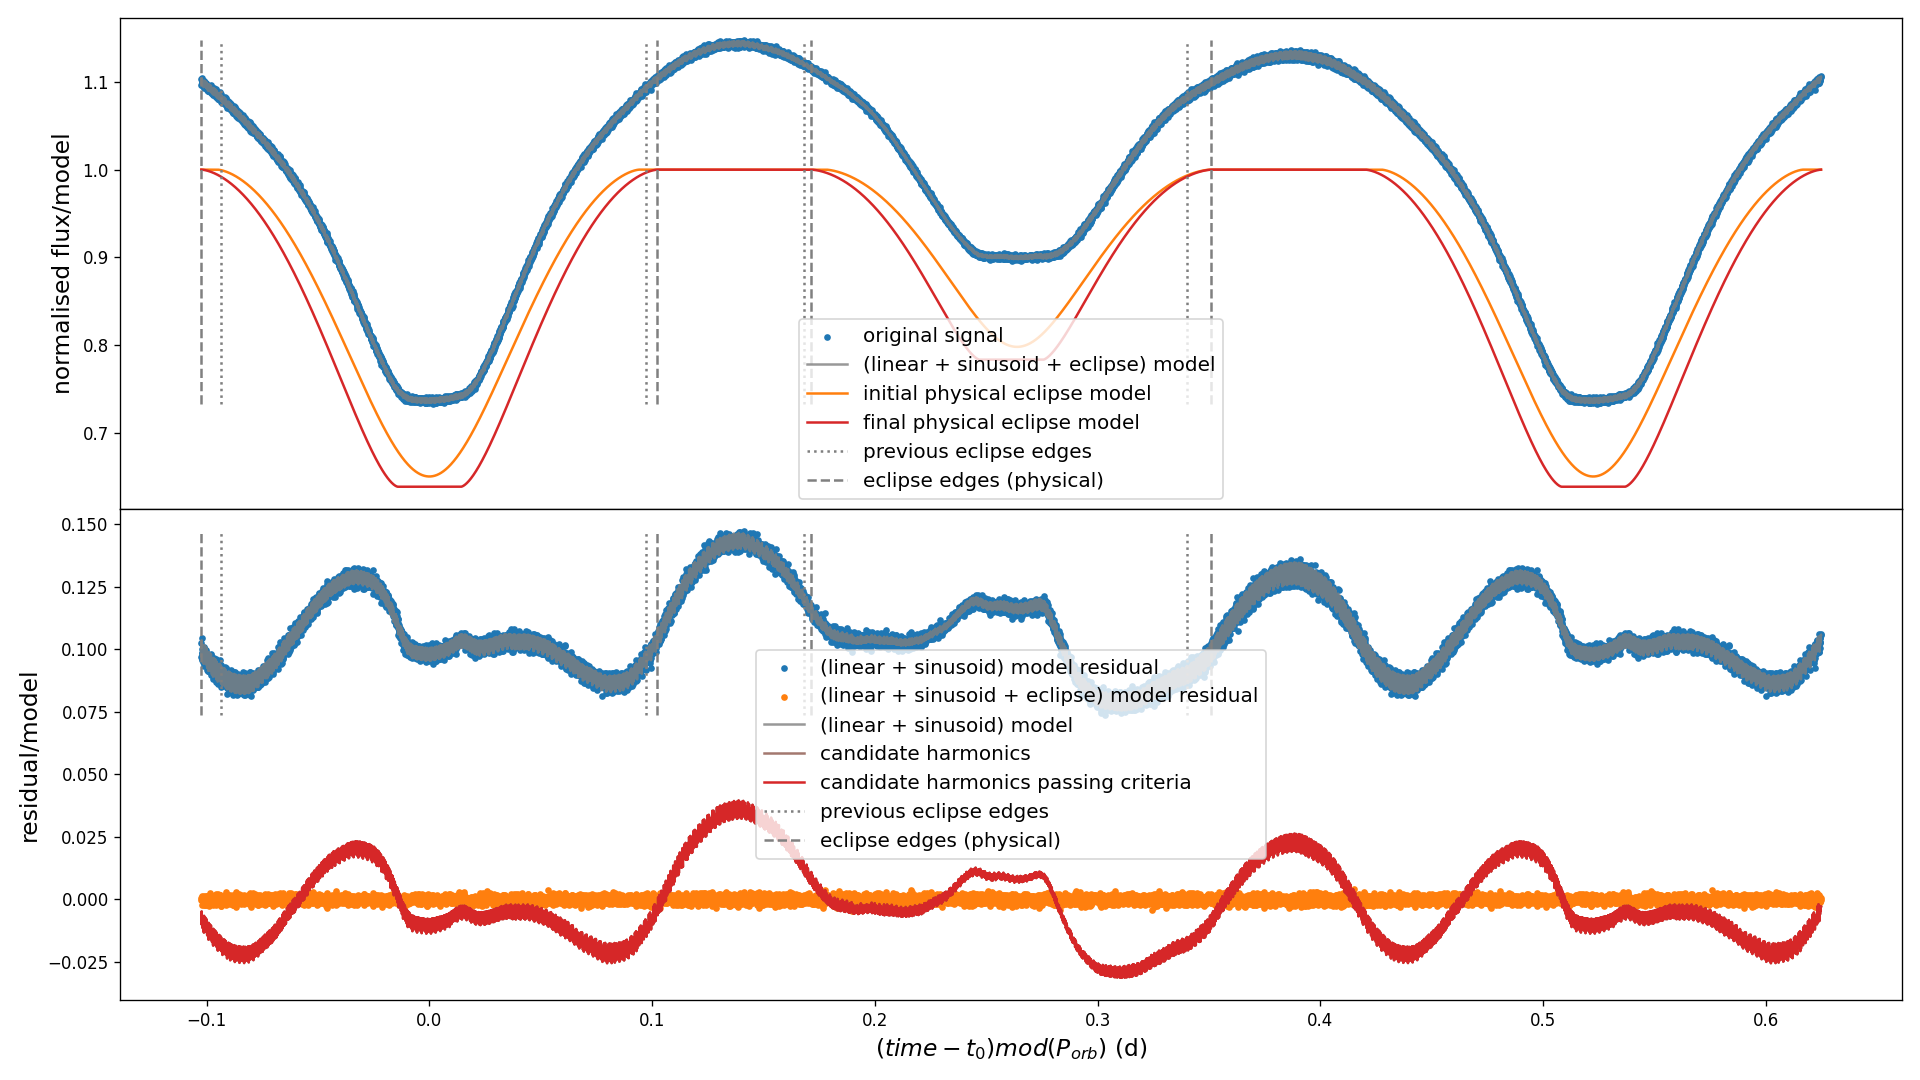 normalised flux/model
1.1
1.0
0.9
0.8
0.7
original signal
(linear + sinusoid + eclipse) model
initial physical eclipse model
final physical eclipse model
previous eclipse edges
eclipse edges (physical)
residual/model
0.150
0.125
0.100
0.075
0.050
0.025
0.000
−0.025
(linear + sinusoid) model residual
(linear + sinusoid + eclipse) model residual
(linear + sinusoid) model
candidate harmonics
candidate harmonics passing criteria
previous eclipse edges
eclipse edges (physical)
−0.1 0.0 0.1 0.2 0.3 0.4 0.5 0.6
(time − t₀)mod(Pₒᵣb) (d)